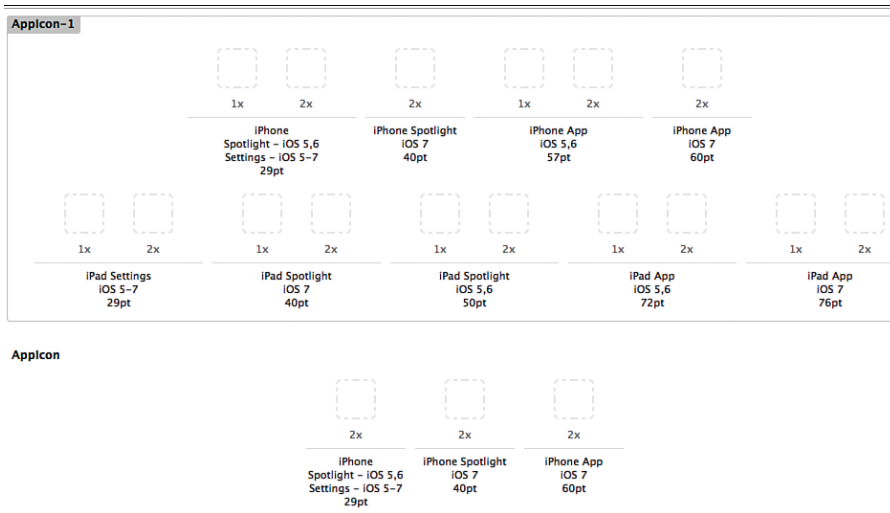 AppIcon-1
1x 2x 2x 1x 2x 2x
iPhone
Spotlight - iOS 5,6
Settings - iOS 5-7
29pt
iPhone Spotlight
iOS 7
40pt
iPhone App
iOS 5,6
57pt
iPhone App
iOS 7
60pt
1x 2x 1x 2x 1x 2x 1x 2x 1x 2x
iPad Settings
iOS 5-7
29pt
iPad Spotlight
iOS 7
40pt
iPad Spotlight
iOS 5,6
50pt
iPad App
iOS 5,6
72pt
iPad App
iOS 7
76pt
AppIcon
2x 2x 2x
iPhone
Spotlight - iOS 5,6
Settings - iOS 5-7
29pt
iPhone Spotlight
iOS 7
40pt
iPhone App
iOS 7
60pt